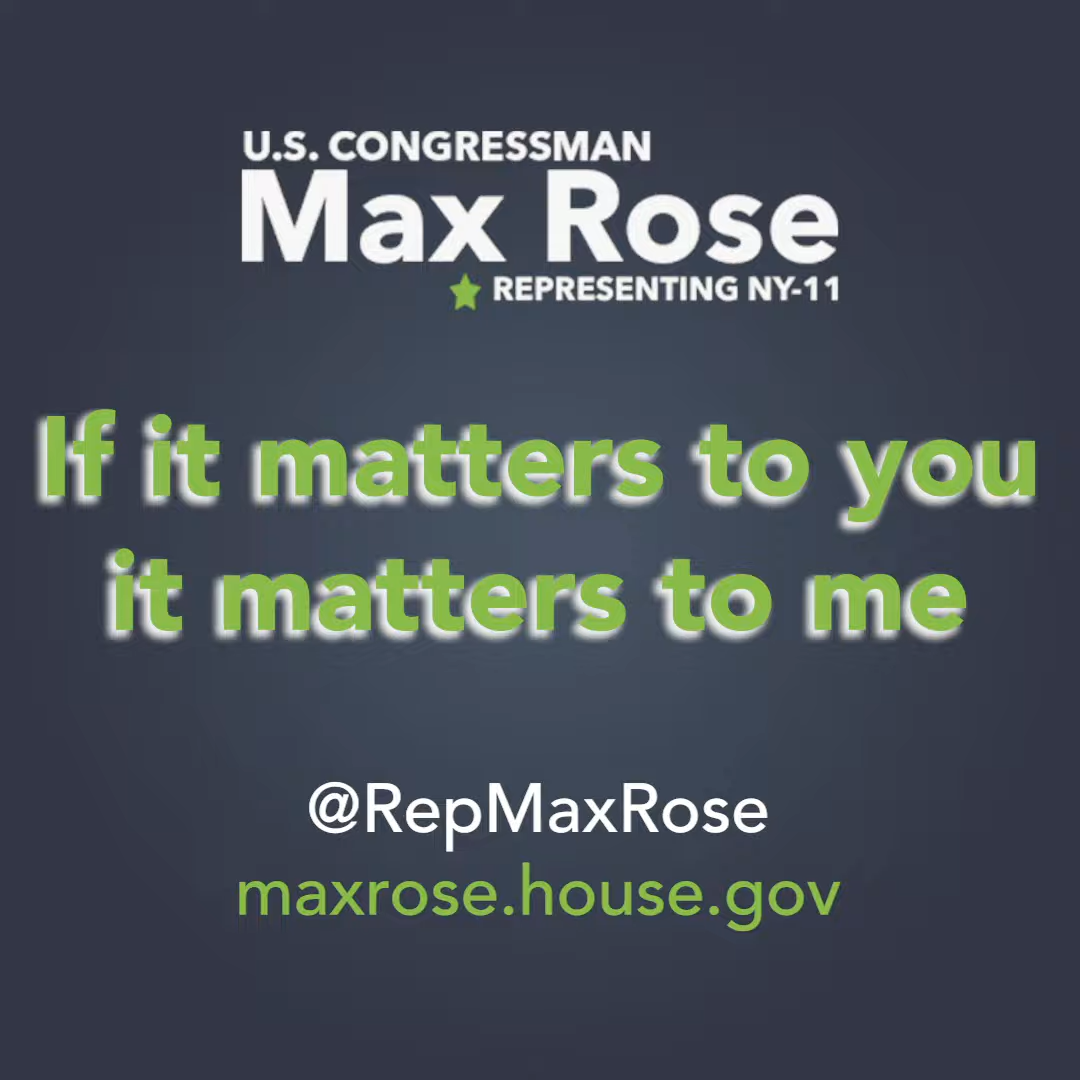 U.S. CONGRESSMAN
Max Rose
REPRESENTING NY-11
If it matters to you
it matters to me
@RepMaxRose
maxrose.house.gov